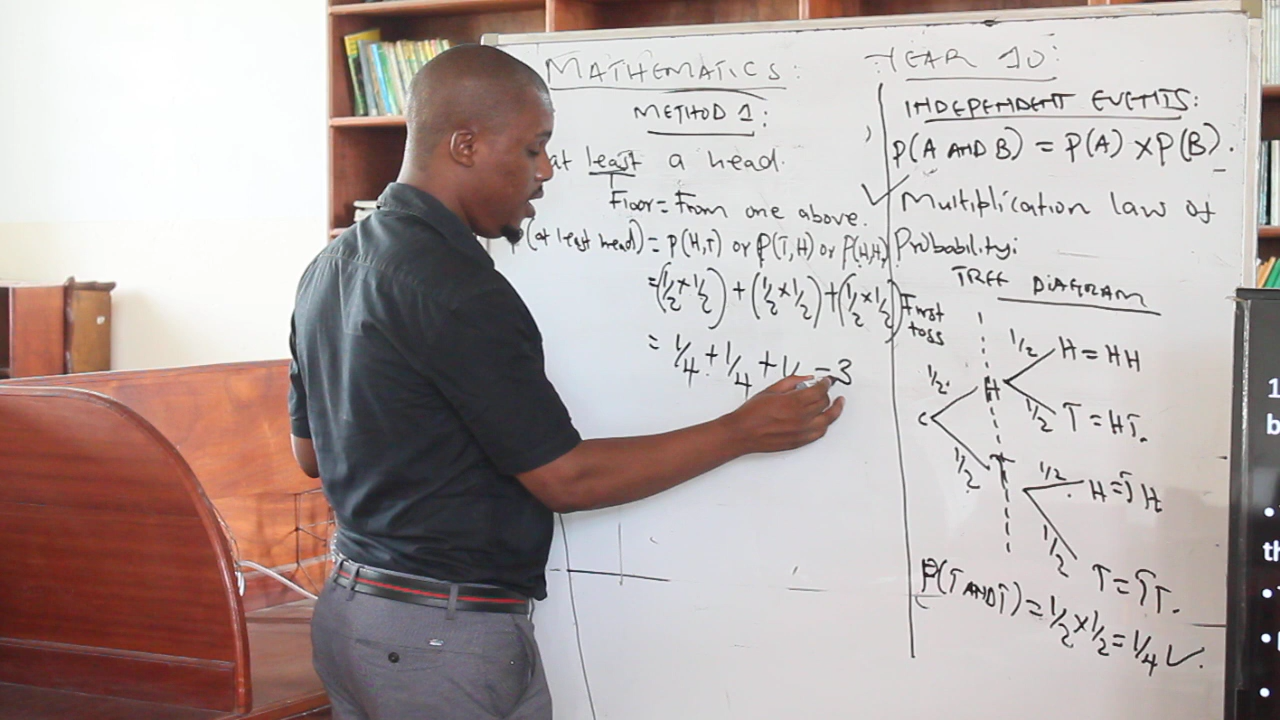 MATHEMATICS:
YEAR 10:
METHOD 1:
at least a head.
Floor = From one above.
(at least head) = P(H,T) or P(T,H) or P(H,H)
= (1/2 × 1/2) + (1/2 × 1/2) + (1/2 × 1/2)
= 1/4 + 1/4 + 1/ = 3
INDEPENDENT EVENTS:
P(A AND B) = P(A) × P(B).
✓ Multiplication law of
Probability:
TREE DIAGRAM
First
toss
1/2 H = HH
1/2 H
1/2 T = HT.
C
1/2 T
1/2 H = TH
1/2 T = TT.
P(T AND T) = 1/2 × 1/2 = 1/4 ✓.
1
b
•
th
•
•
•